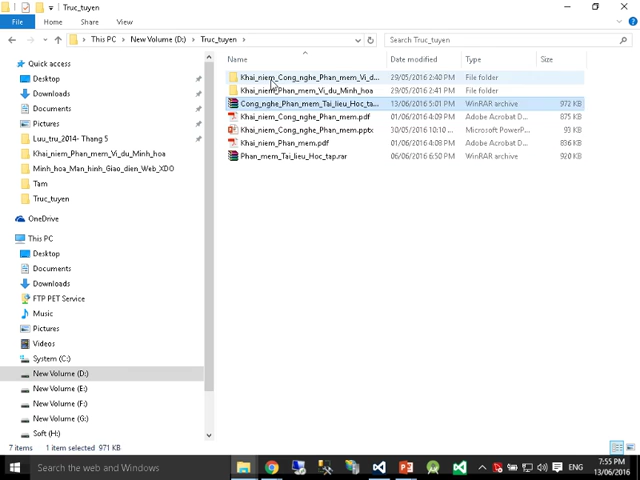 Truc_tuyen
File Home Share View
This PC New Volume (D:) Truc_tuyen
Search Truc_tuyen
Name Date modified Type Size
Quick access
Desktop
Downloads
Documents
Pictures
Luu_tru_2014- Thang 5
Khai_niem_Phan_mem_Vi_du_Minh_hoa
Minh_hoa_Man_hinh_Giao_dien_Web_XDO
Tam
Truc_tuyen
OneDrive
This PC
Desktop
Documents
Downloads
FTP PET Service
Music
Pictures
Videos
System (C:)
New Volume (D:)
New Volume (E:)
New Volume (F:)
New Volume (G:)
Soft (H:)
Khai_niem_Cong_nghe_Phan_mem_Vi_d... 29/05/2016 2:40 PM File folder
Khai_niem_Phan_mem_Vi_du_Minh_hoa 29/05/2016 2:41 PM File folder
Cong_nghe_Phan_mem_Tai_lieu_Hoc_ta... 13/06/2016 5:01 PM WinRAR archive 972 KB
Khai_niem_Cong_nghe_Phan_mem.pdf 01/06/2016 4:09 PM Adobe Acrobat D... 875 KB
Khai_niem_Cong_nghe_Phan_mem.pptx 30/05/2016 10:10 ... Microsoft PowerP... 93 KB
Khai_niem_Phan_mem.pdf 01/06/2016 4:08 PM Adobe Acrobat D... 836 KB
Phan_mem_Tai_lieu_Hoc_tap.rar 06/06/2016 6:50 PM WinRAR archive 920 KB
7 items 1 item selected 971 KB
Search the web and Windows
ENG
7:55 PM
13/06/2016